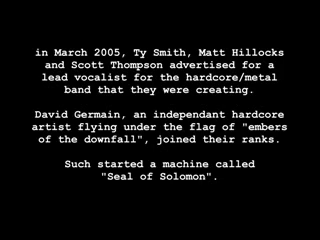 in March 2005, Ty Smith, Matt Hillocks
and Scott Thompson advertised for a
lead vocalist for the hardcore/metal
band that they were creating.
David Germain, an independant hardcore
artist flying under the flag of "embers
of the downfall", joined their ranks.
Such started a machine called
"Seal of Solomon".